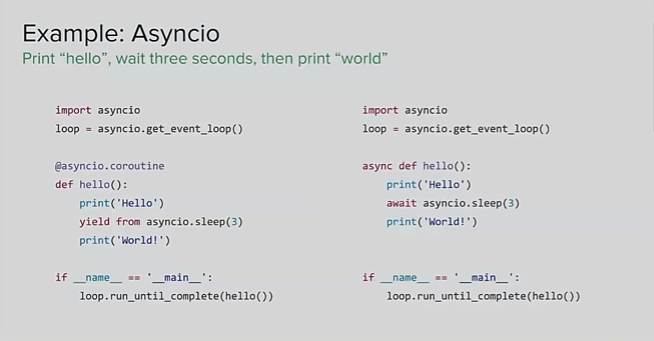 Example: Asyncio
Print “hello”, wait three seconds, then print “world”
import asyncio
loop = asyncio.get_event_loop()
@asyncio.coroutine
def hello():
    print('Hello')
    yield from asyncio.sleep(3)
    print('World!')
if __name__ == '__main__':
    loop.run_until_complete(hello())
import asyncio
loop = asyncio.get_event_loop()
async def hello():
    print('Hello')
    await asyncio.sleep(3)
    print('World!')
if __name__ == '__main__':
    loop.run_until_complete(hello())